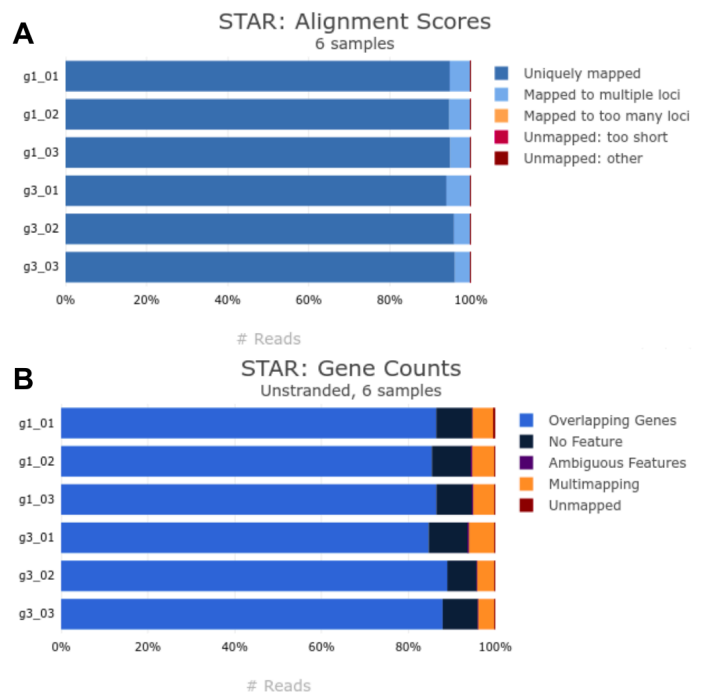 A
STAR: Alignment Scores
6 samples
g1_01
g1_02
g1_03
g3_01
g3_02
g3_03
0% 20% 40% 60% 80% 100%
# Reads
Uniquely mapped
Mapped to multiple loci
Mapped to too many loci
Unmapped: too short
Unmapped: other
B
STAR: Gene Counts
Unstranded, 6 samples
g1_01
g1_02
g1_03
g3_01
g3_02
g3_03
0% 20% 40% 60% 80% 100%
# Reads
Overlapping Genes
No Feature
Ambiguous Features
Multimapping
Unmapped